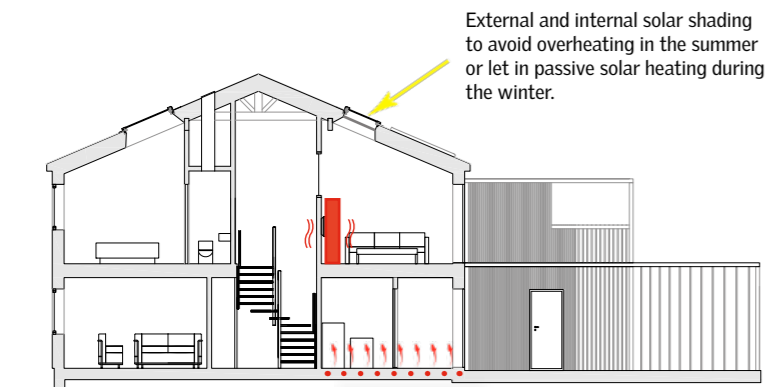 External and internal solar shading
to avoid overheating in the summer
or let in passive solar heating during
the winter.